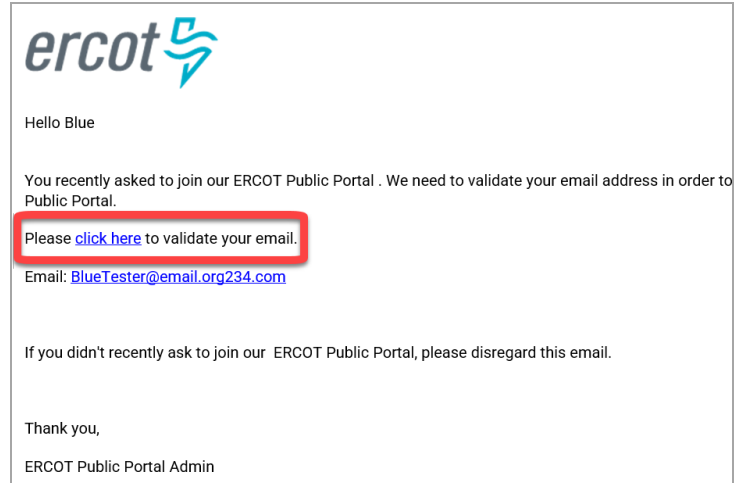 ercot
Hello Blue
You recently asked to join our ERCOT Public Portal . We need to validate your email address in order to
Public Portal.
Please click here to validate your email.
Email: BlueTester@email.org234.com
If you didn't recently ask to join our  ERCOT Public Portal, please disregard this email.
Thank you,
ERCOT Public Portal Admin